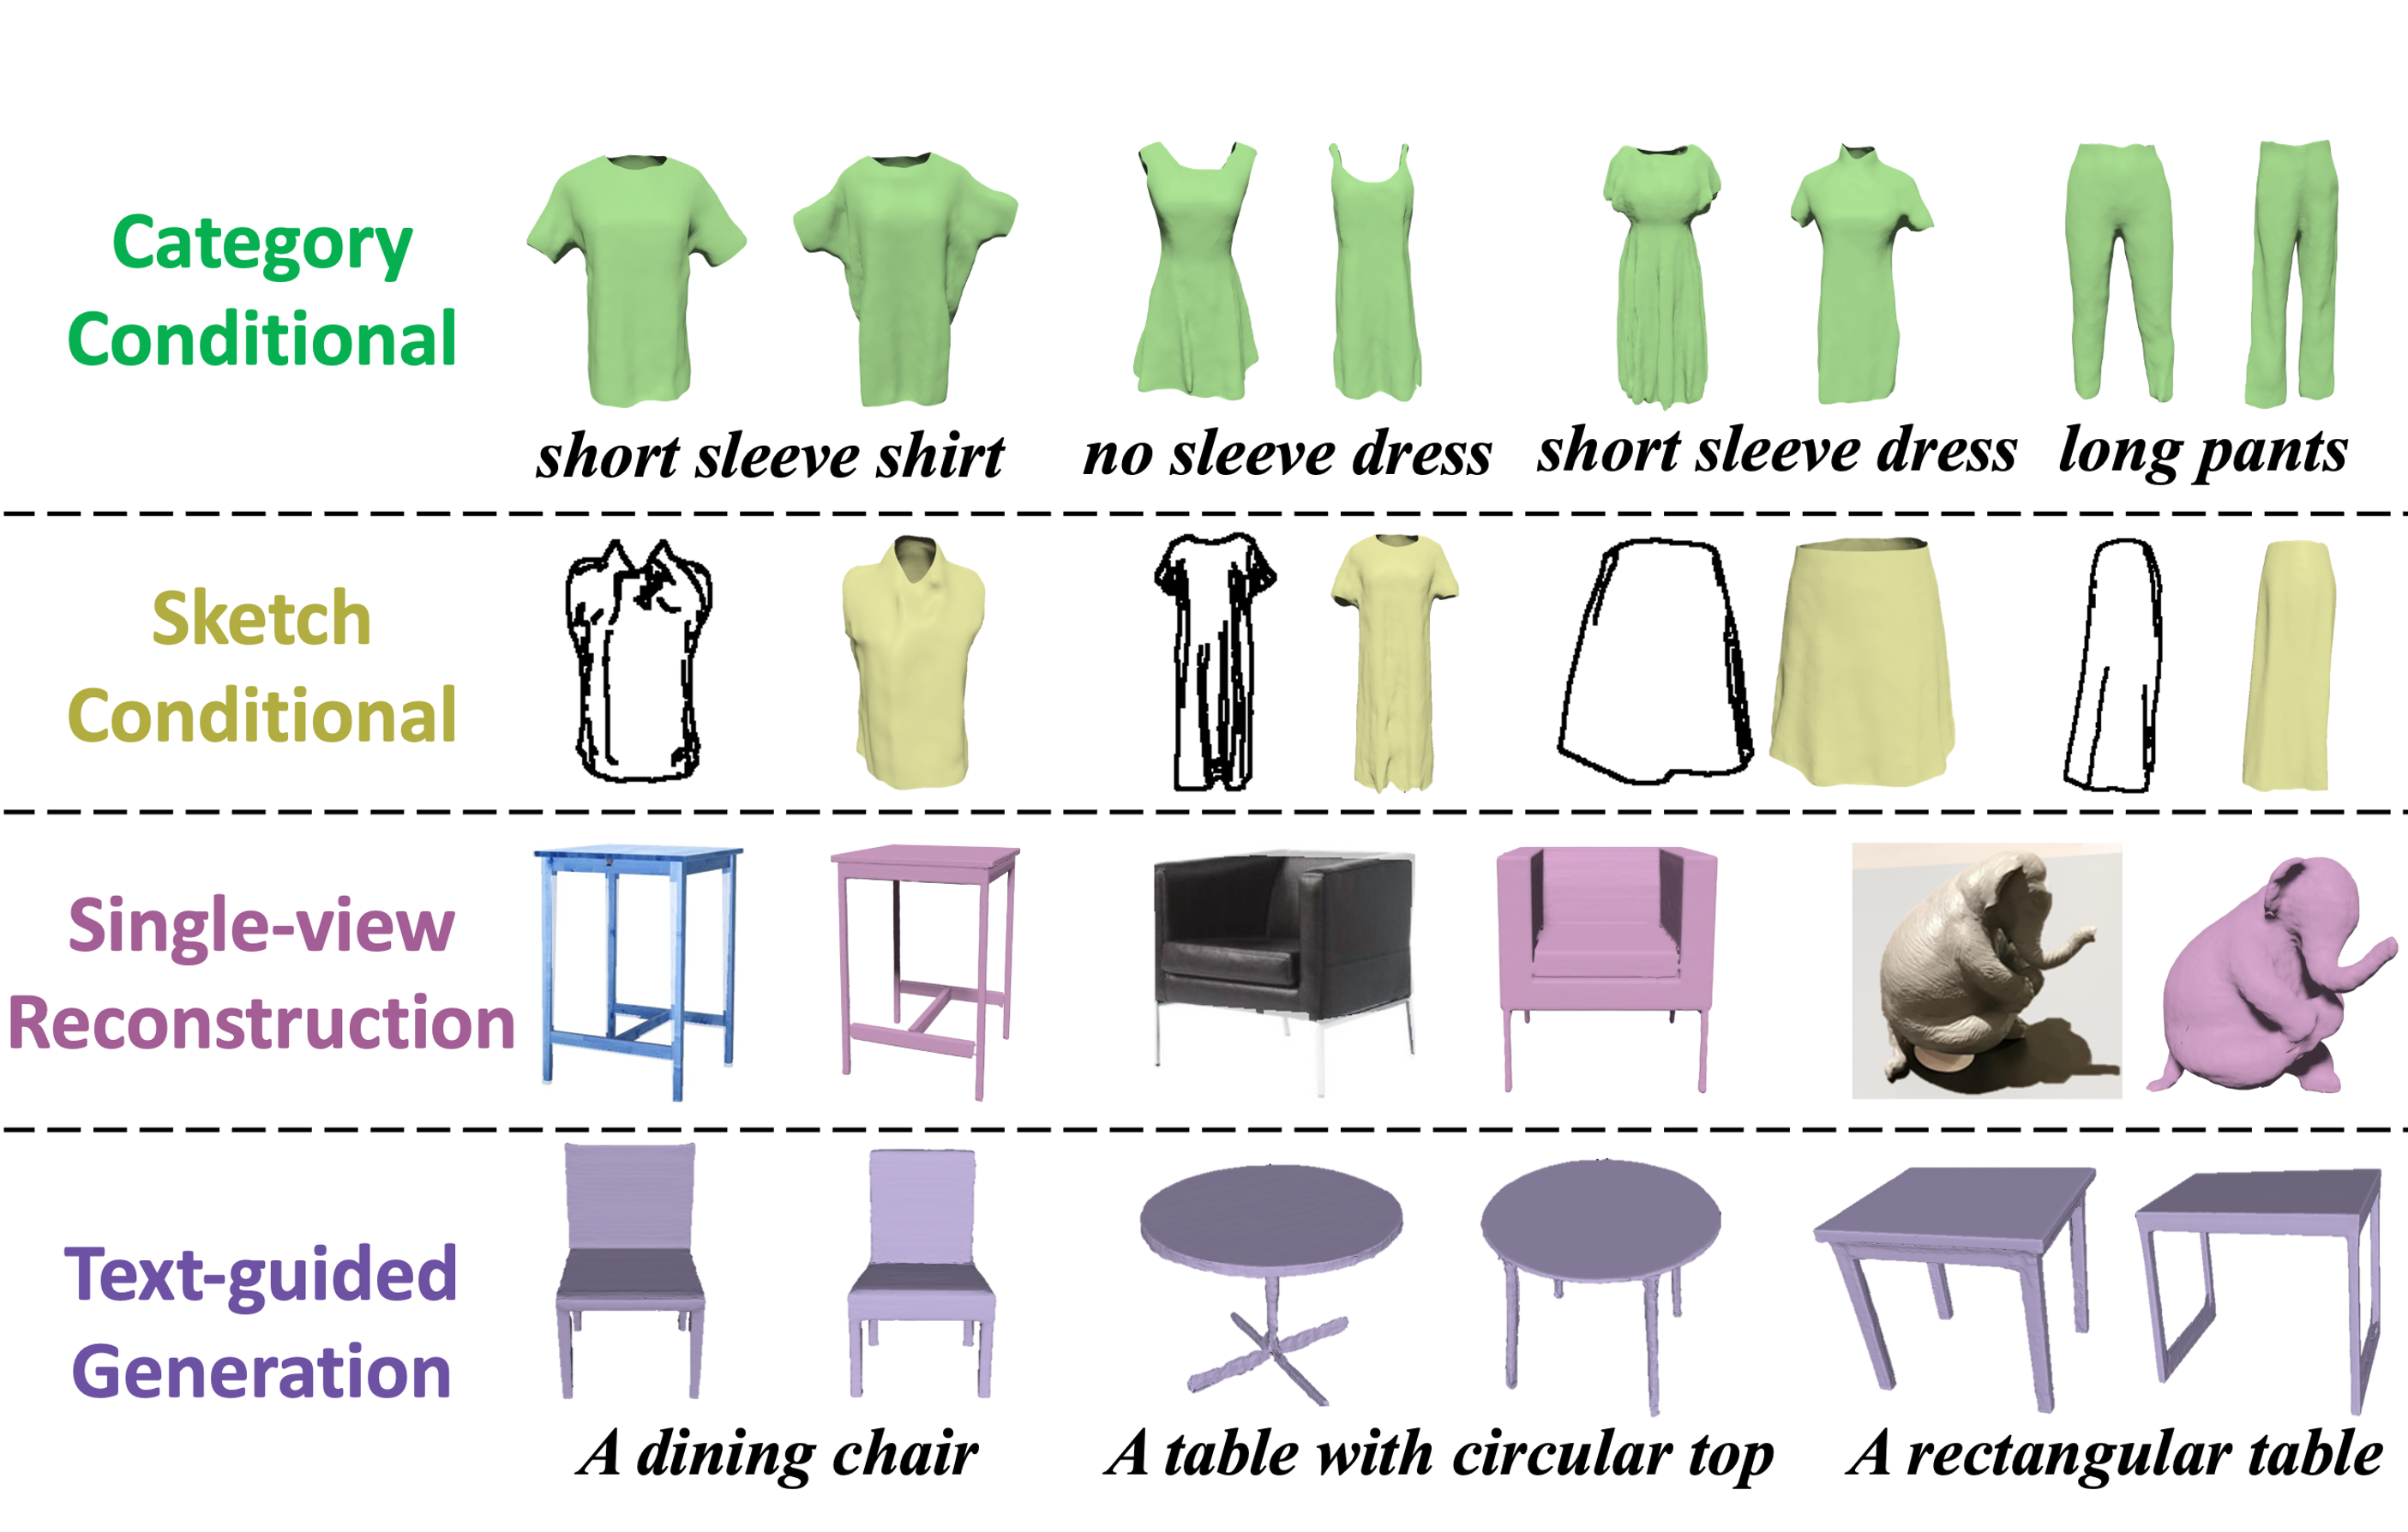 Category
Conditional
short sleeve shirt
no sleeve dress
short sleeve dress
long pants
Sketch
Conditional
Single-view
Reconstruction
Text-guided
Generation
A dining chair
A table with circular top
A rectangular table